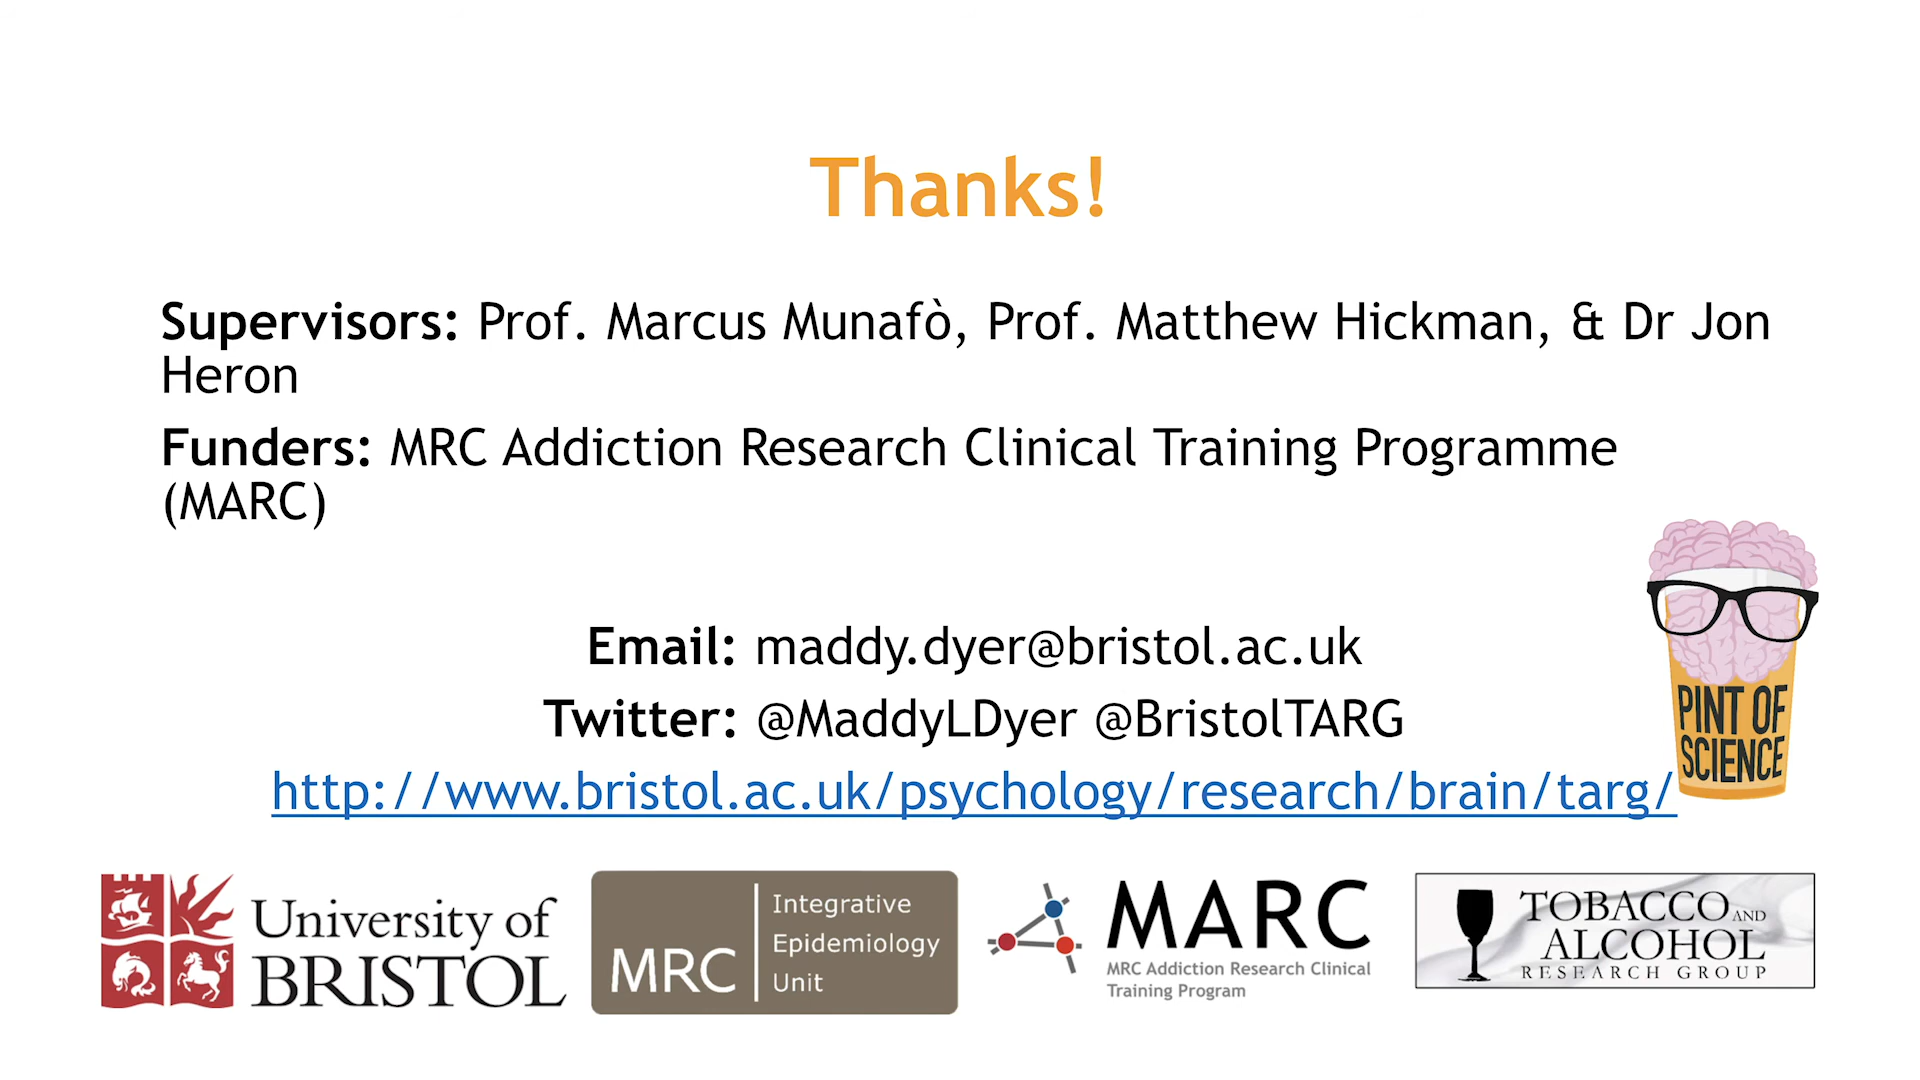 Thanks!
Supervisors: Prof. Marcus Munafò, Prof. Matthew Hickman, & Dr Jon
Heron
Funders: MRC Addiction Research Clinical Training Programme
(MARC)
Email: maddy.dyer@bristol.ac.uk
Twitter: @MaddyLDyer @BristolTARG
http://www.bristol.ac.uk/psychology/research/brain/targ/
PINT OF
SCIENCE
University of
BRISTOL
MRC
Integrative
Epidemiology
Unit
MARC
MRC Addiction Research Clinical
Training Program
TOBACCO AND
ALCOHOL
RESEARCH GROUP